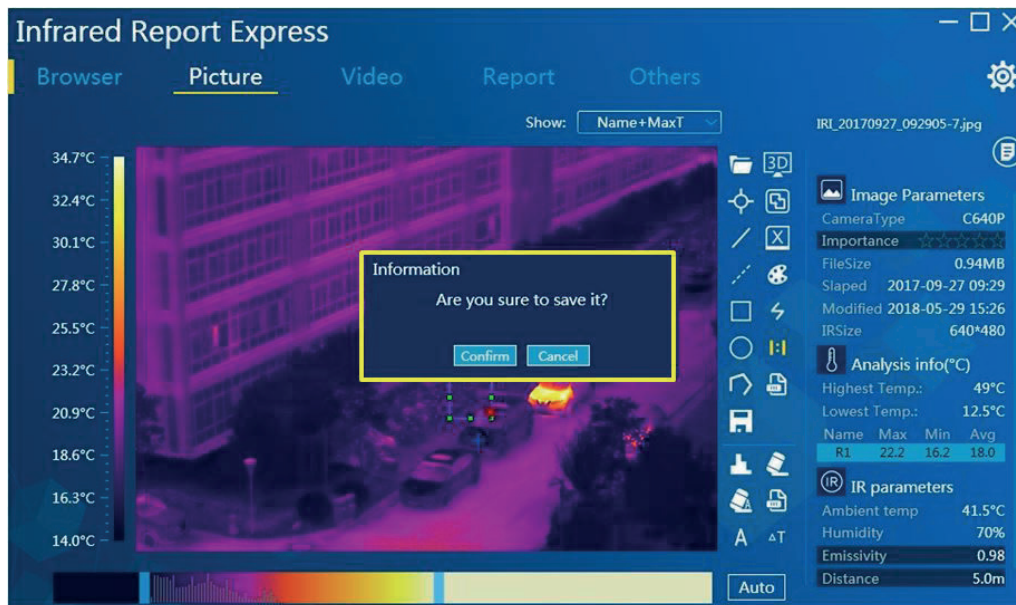 Infrared Report Express
Browser Picture Video Report Others
Show: Name+MaxT
IRI_20170927_092905-7.jpg
34.7°C
32.4°C
30.1°C
27.8°C
25.5°C
23.2°C
20.9°C
18.6°C
16.3°C
14.0°C
Information
Are you sure to save it?
Confirm Cancel
3D
X
1:1
A ΔT
Auto
Image Parameters
CameraType C640P
Importance
FileSize 0.94MB
Slaped 2017-09-27 09:29
Modified 2018-05-29 15:26
IRSize 640*480
Analysis info(°C)
Highest Temp.: 49°C
Lowest Temp.: 12.5°C
Name Max Min Avg
R1 22.2 16.2 18.0
IR IR parameters
Ambient temp 41.5°C
Humidity 70%
Emissivity 0.98
Distance 5.0m